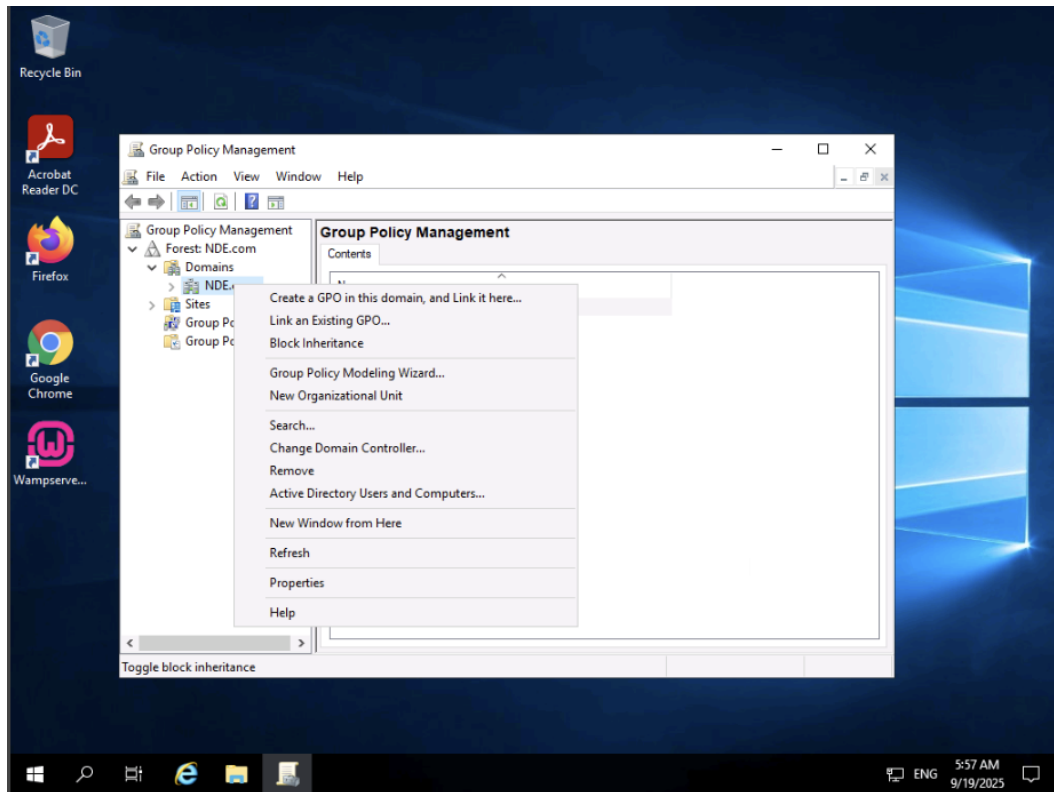 Recycle Bin
Acrobat
Reader DC
Firefox
Google
Chrome
Wampserve...
Group Policy Management
File Action View Window Help
Group Policy Management
Forest: NDE.com
Domains
Sites
Group Policy Management
Contents
Create a GPO in this domain, and Link it here...
Link an Existing GPO...
Block Inheritance
Group Policy Modeling Wizard...
New Organizational Unit
Search...
Change Domain Controller...
Remove
Active Directory Users and Computers...
New Window from Here
Refresh
Properties
Help
Toggle block inheritance
ENG
5:57 AM
9/19/2025